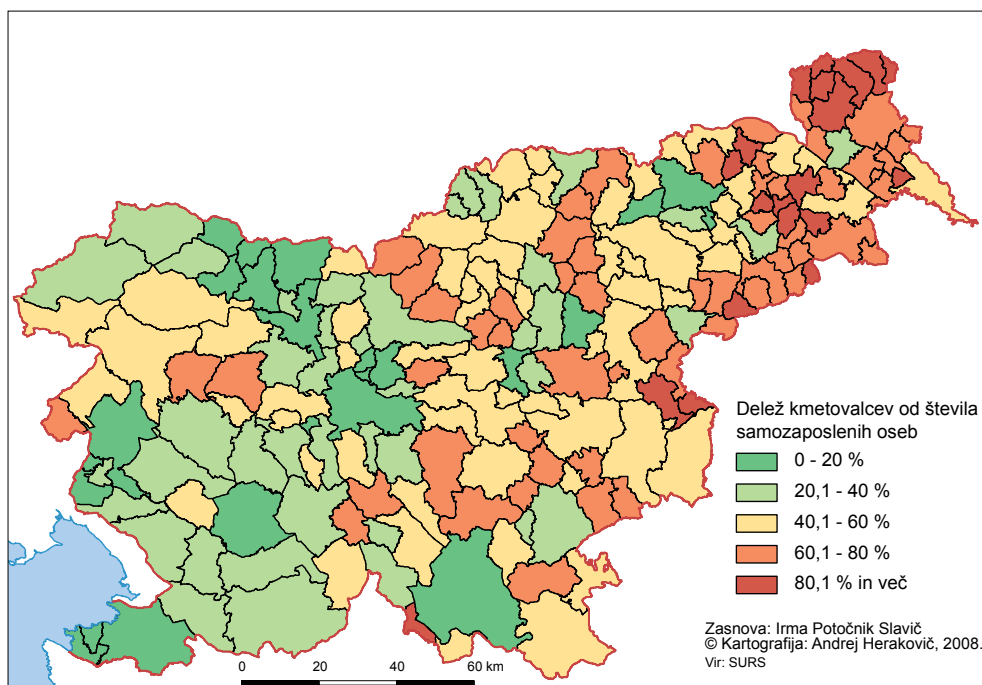 Delež kmetovalcev od števila
samozaposlenih oseb
0 - 20 %
20,1 - 40 %
40,1 - 60 %
60,1 - 80 %
80,1 % in več
Zasnova: Irma Potočnik Slavič
© Kartografija: Andrej Herakovič, 2008.
Vir: SURS
0 20 40 60 km